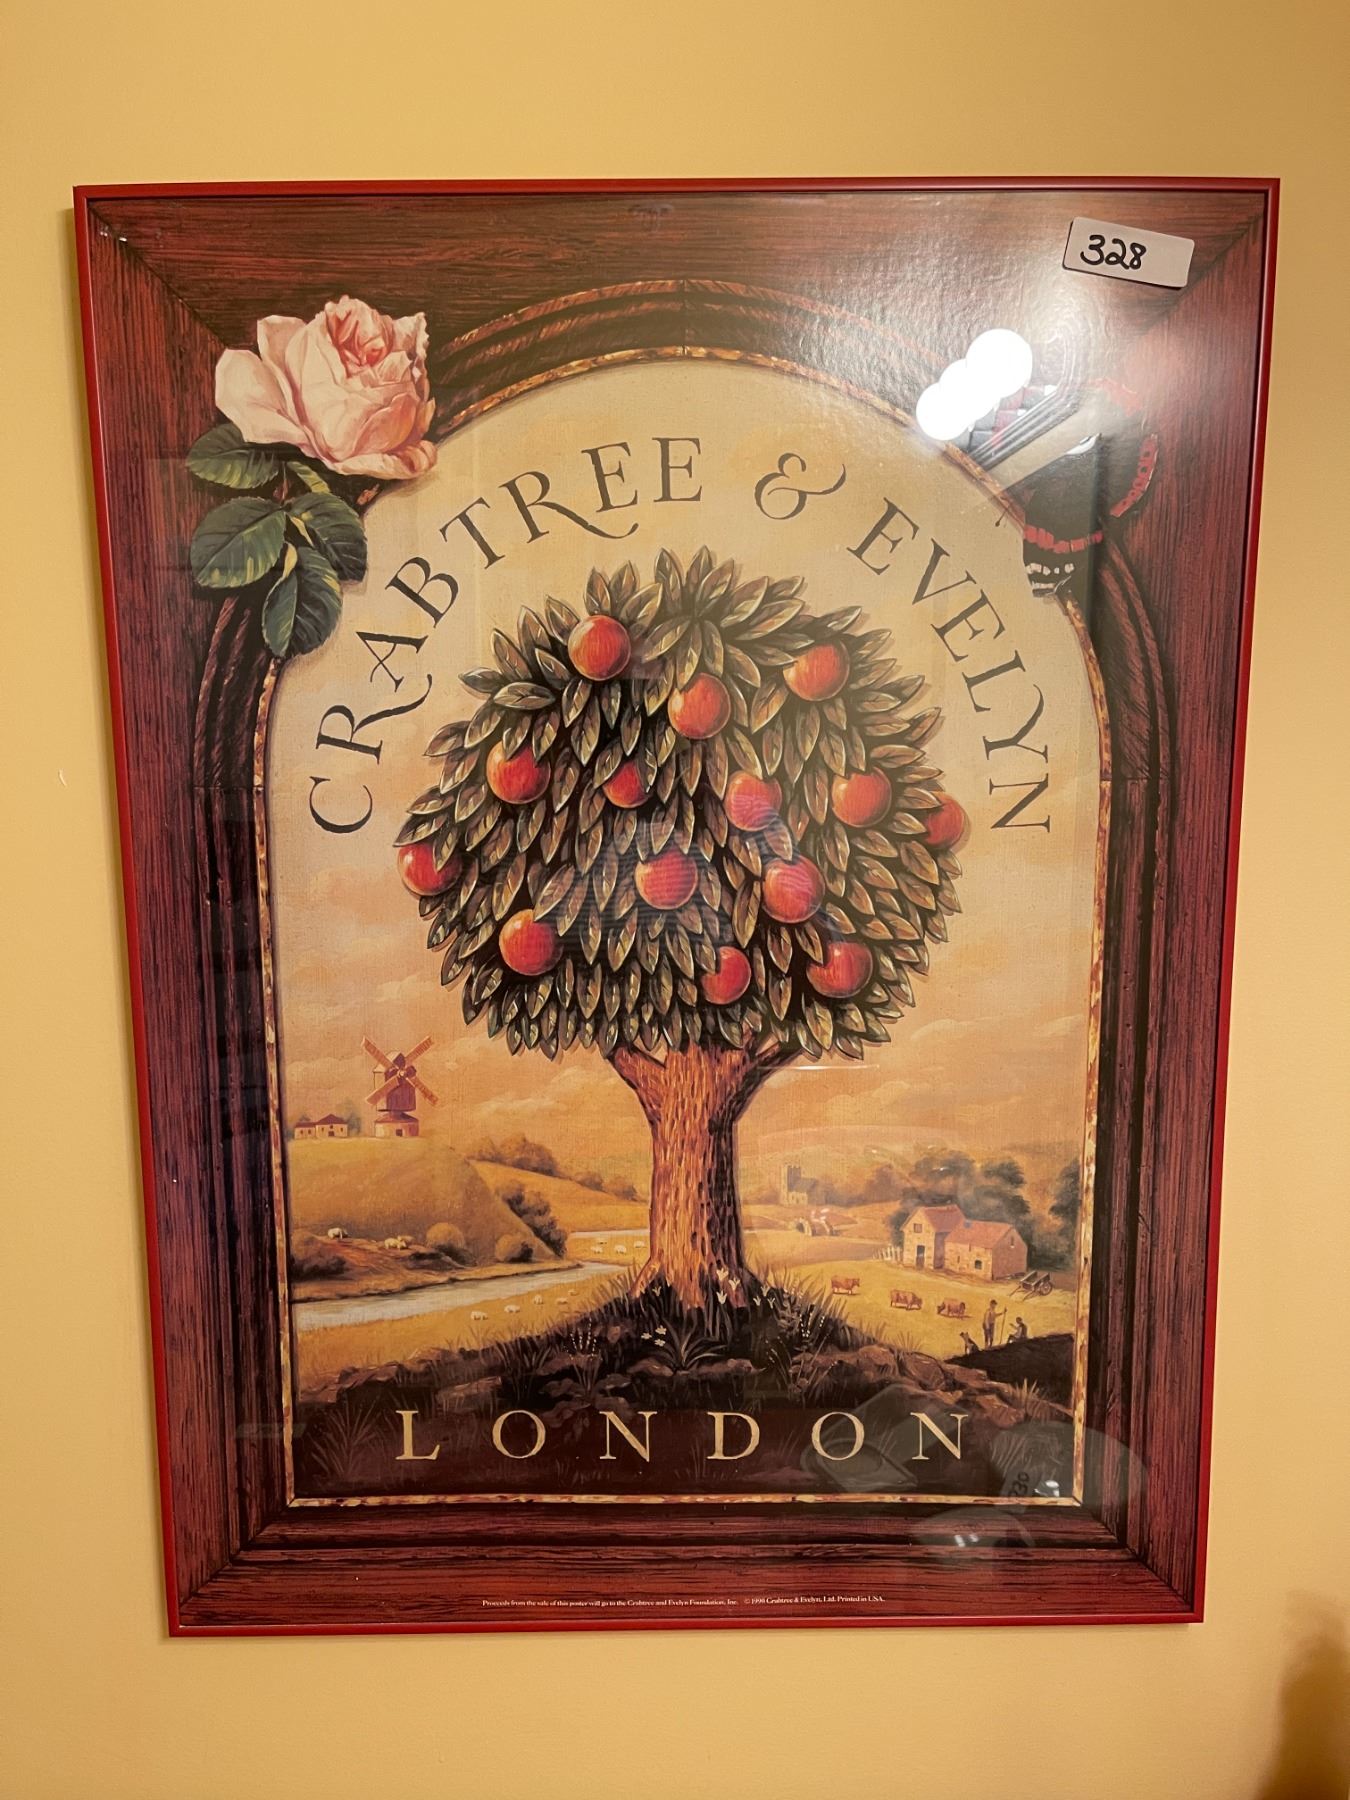 328
CRABTREE & EVELYN
LONDON
Proceeds from the sale of this poster will go to the Crabtree and Evelyn Foundation, Inc. © 1996 Crabtree & Evelyn, Ltd. Printed in USA.